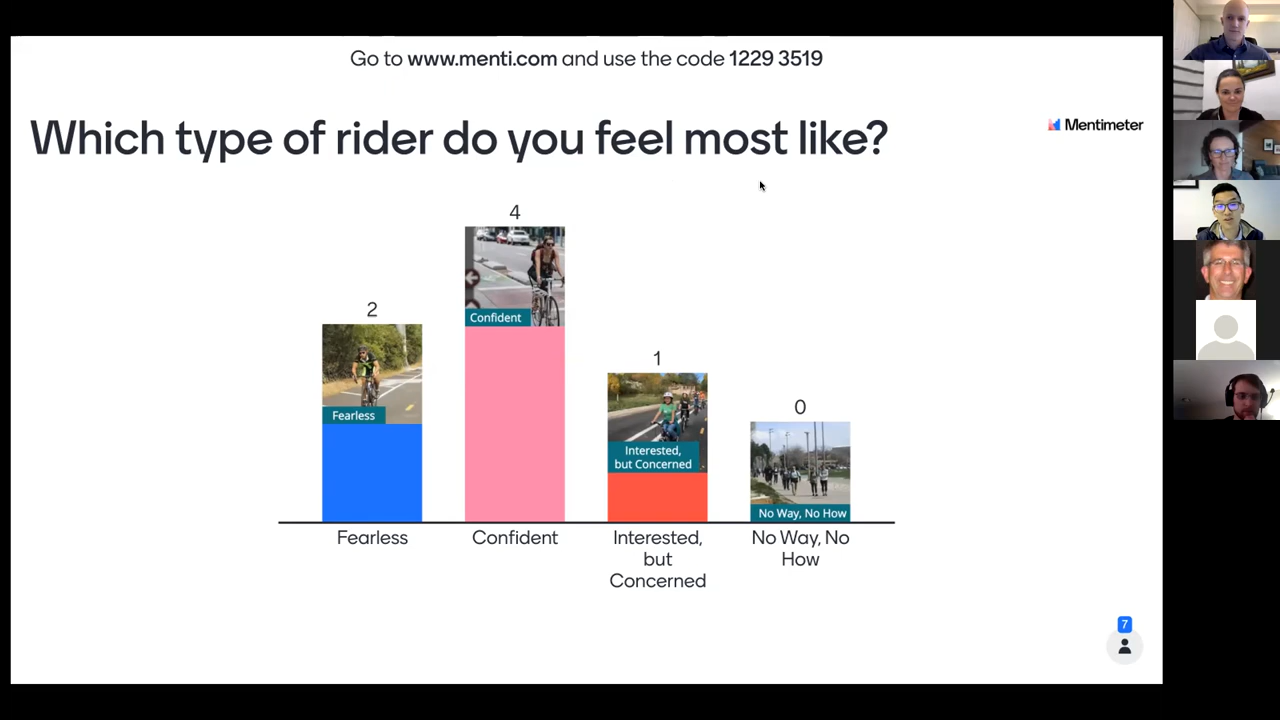 Go to www.menti.com and use the code 1229 3519
Which type of rider do you feel most like?
Mentimeter
2
4
1
0
Fearless
Confident
Interested,
but Concerned
No Way, No How
Fearless
Confident
Interested,
but
Concerned
No Way, No
How
7